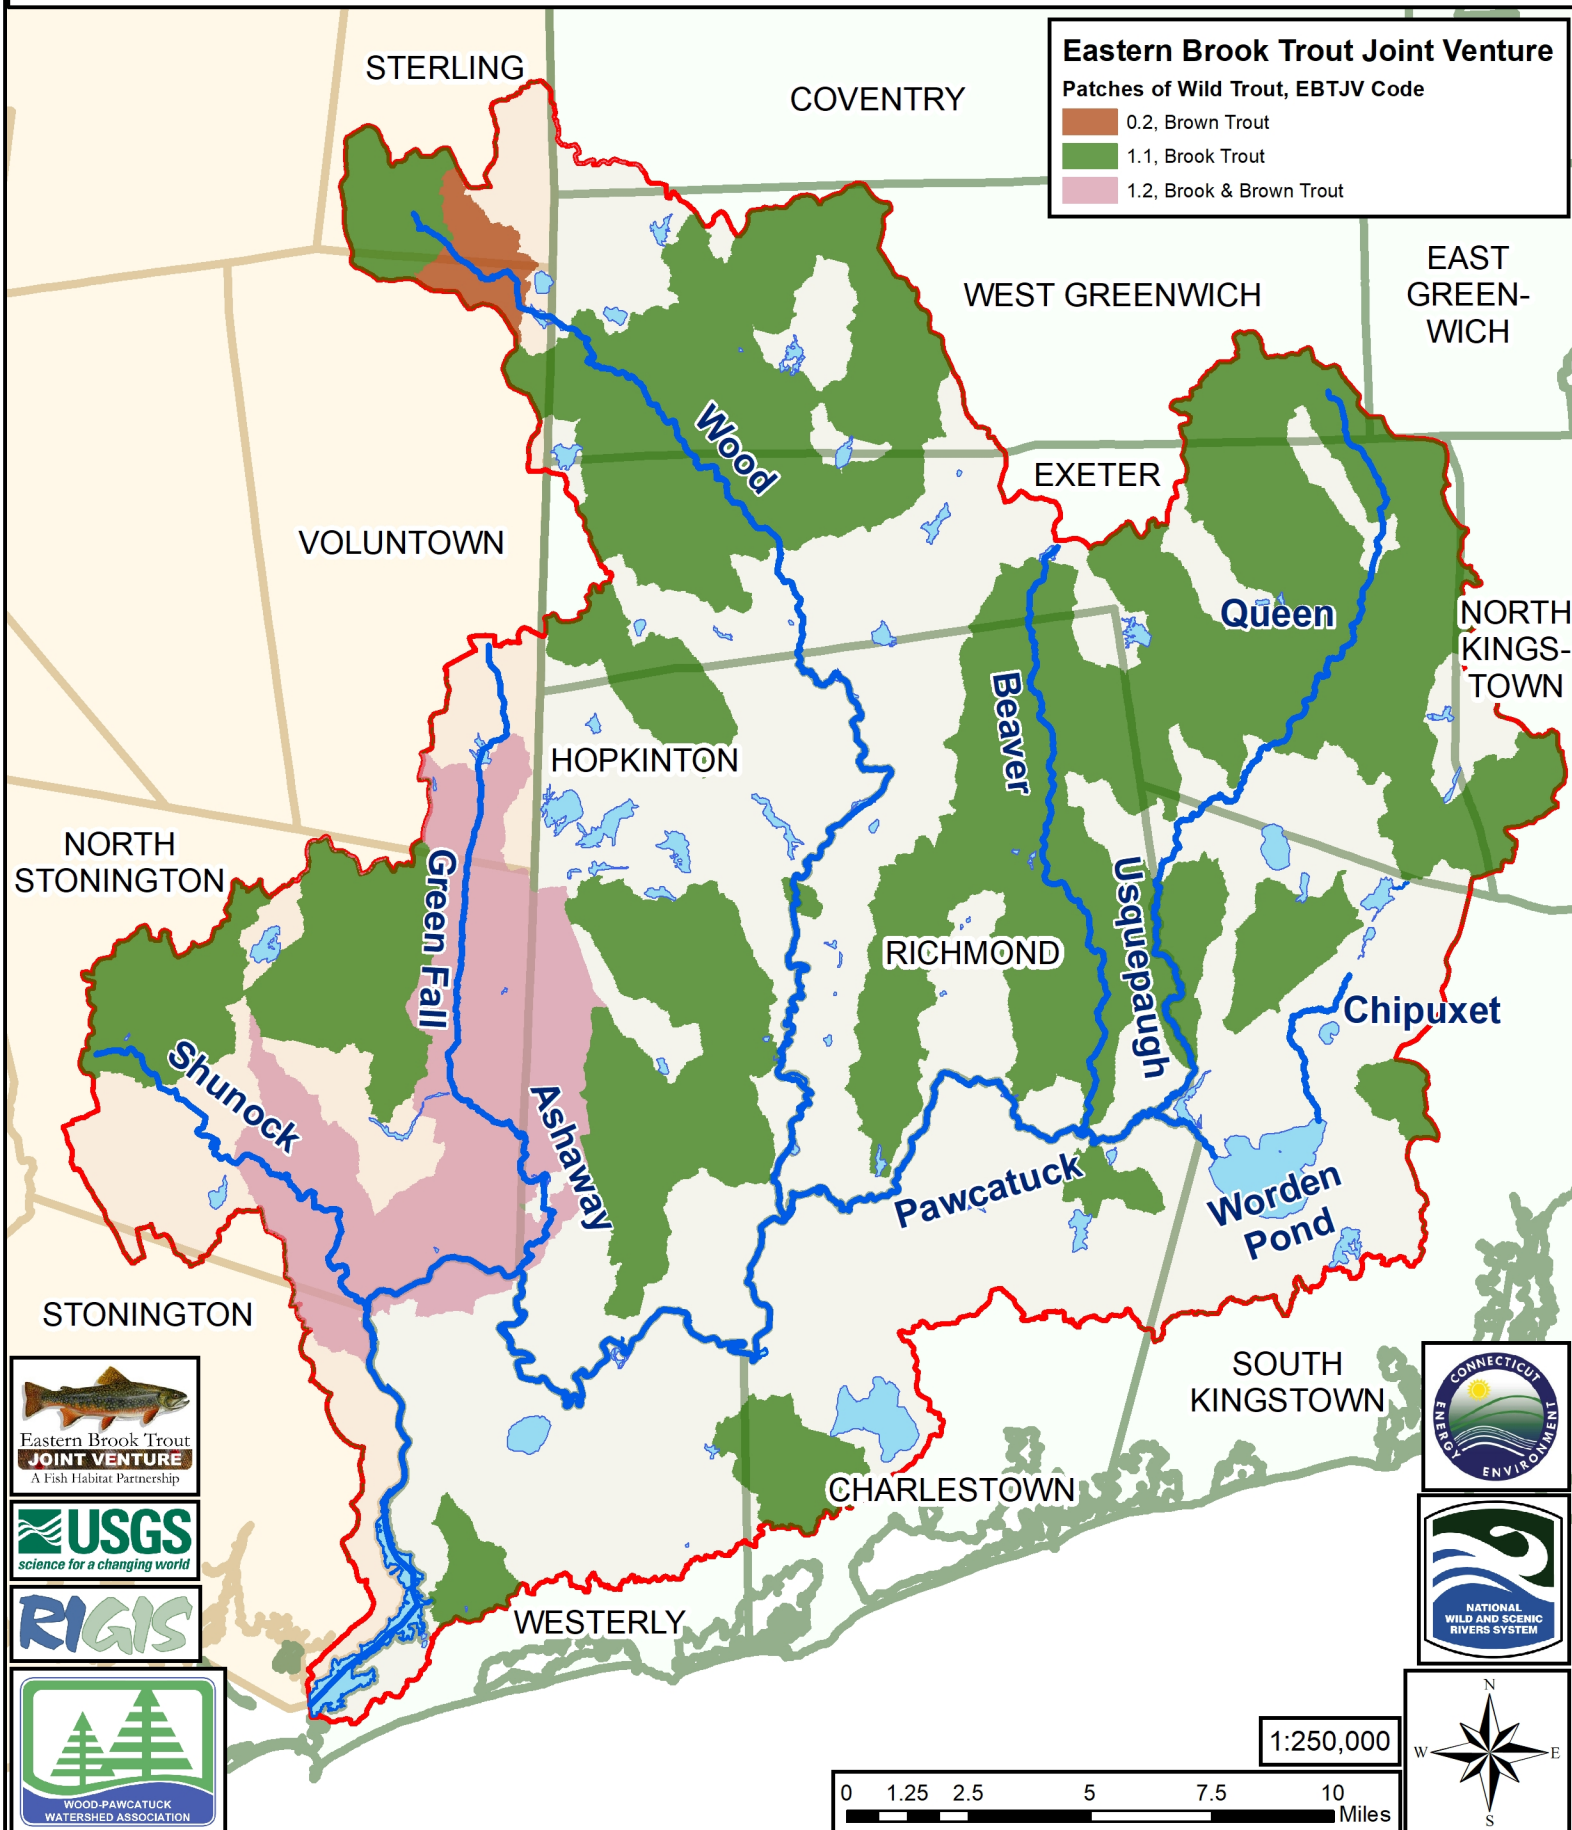 Eastern Brook Trout Joint Venture
Patches of Wild Trout, EBTJV Code
0.2, Brown Trout
1.1, Brook Trout
1.2, Brook & Brown Trout
STERLING
COVENTRY
EAST
GREEN-
WICH
WEST GREENWICH
Wood
EXETER
VOLUNTOWN
Queen
NORTH
KINGS-
TOWN
Beaver
HOPKINTON
NORTH
STONINGTON
Green Fall
Usquepaugh
RICHMOND
Chipuxet
Shunock
Ashaway
Pawcatuck
Worden
Pond
STONINGTON
SOUTH
KINGSTOWN
CHARLESTOWN
WESTERLY
Eastern Brook Trout
JOINT VENTURE
A Fish Habitat Partnership
USGS
science for a changing world
RIGIS
WOOD-PAWCATUCK
WATERSHED ASSOCIATION
CONNECTICUT
ENERGY
ENVIRONMENT
NATIONAL
WILD AND SCENIC
RIVERS SYSTEM
N
W
E
S
1:250,000
0 1.25 2.5 5 7.5 10
Miles